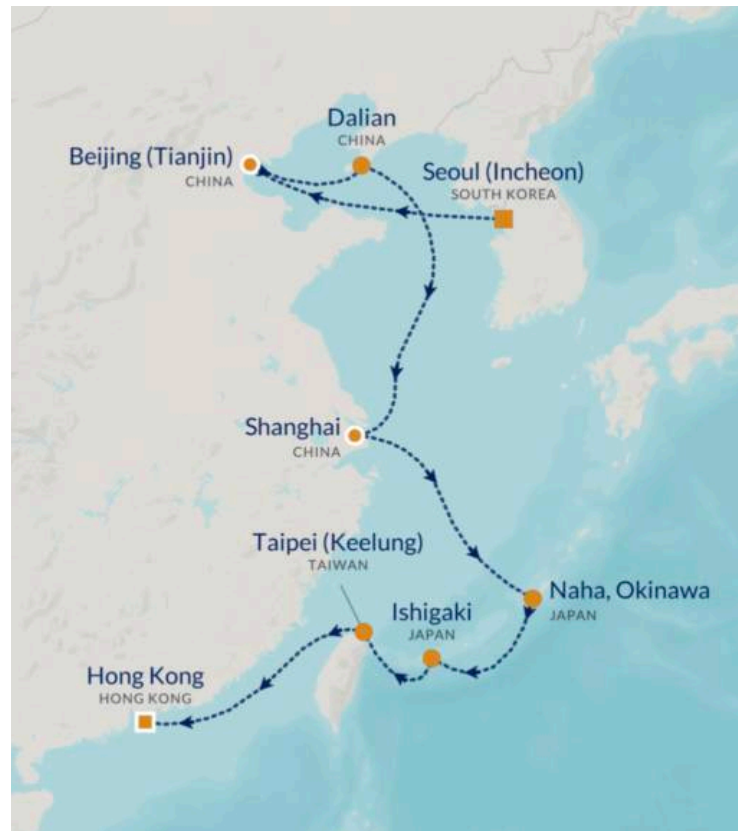 Dalian
CHINA
Beijing (Tianjin)
CHINA
Seoul (Incheon)
SOUTH KOREA
Shanghai
CHINA
Taipei (Keelung)
TAIWAN
Naha, Okinawa
JAPAN
Ishigaki
JAPAN
Hong Kong
HONG KONG